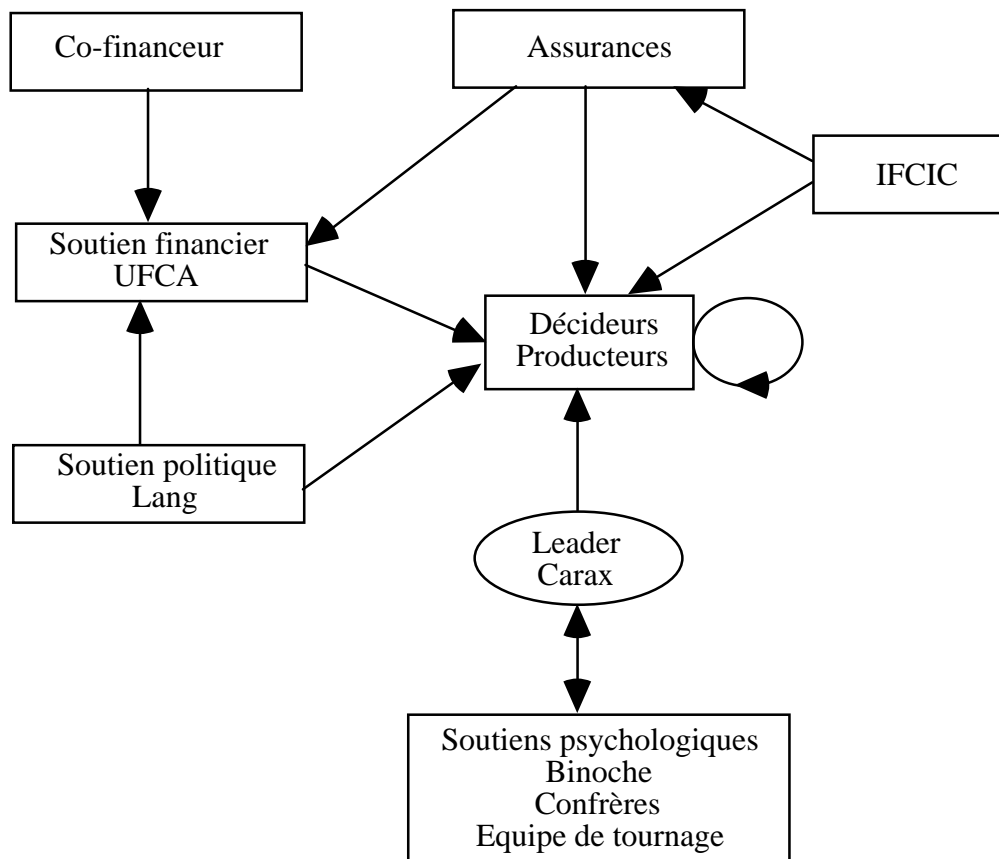 Co-financeur
Assurances
IFCIC
Soutien financier
UFCA
Décideurs
Producteurs
Soutien politique
Lang
Leader
Carax
Soutiens psychologiques
Binoche
Confrères
Equipe de tournage